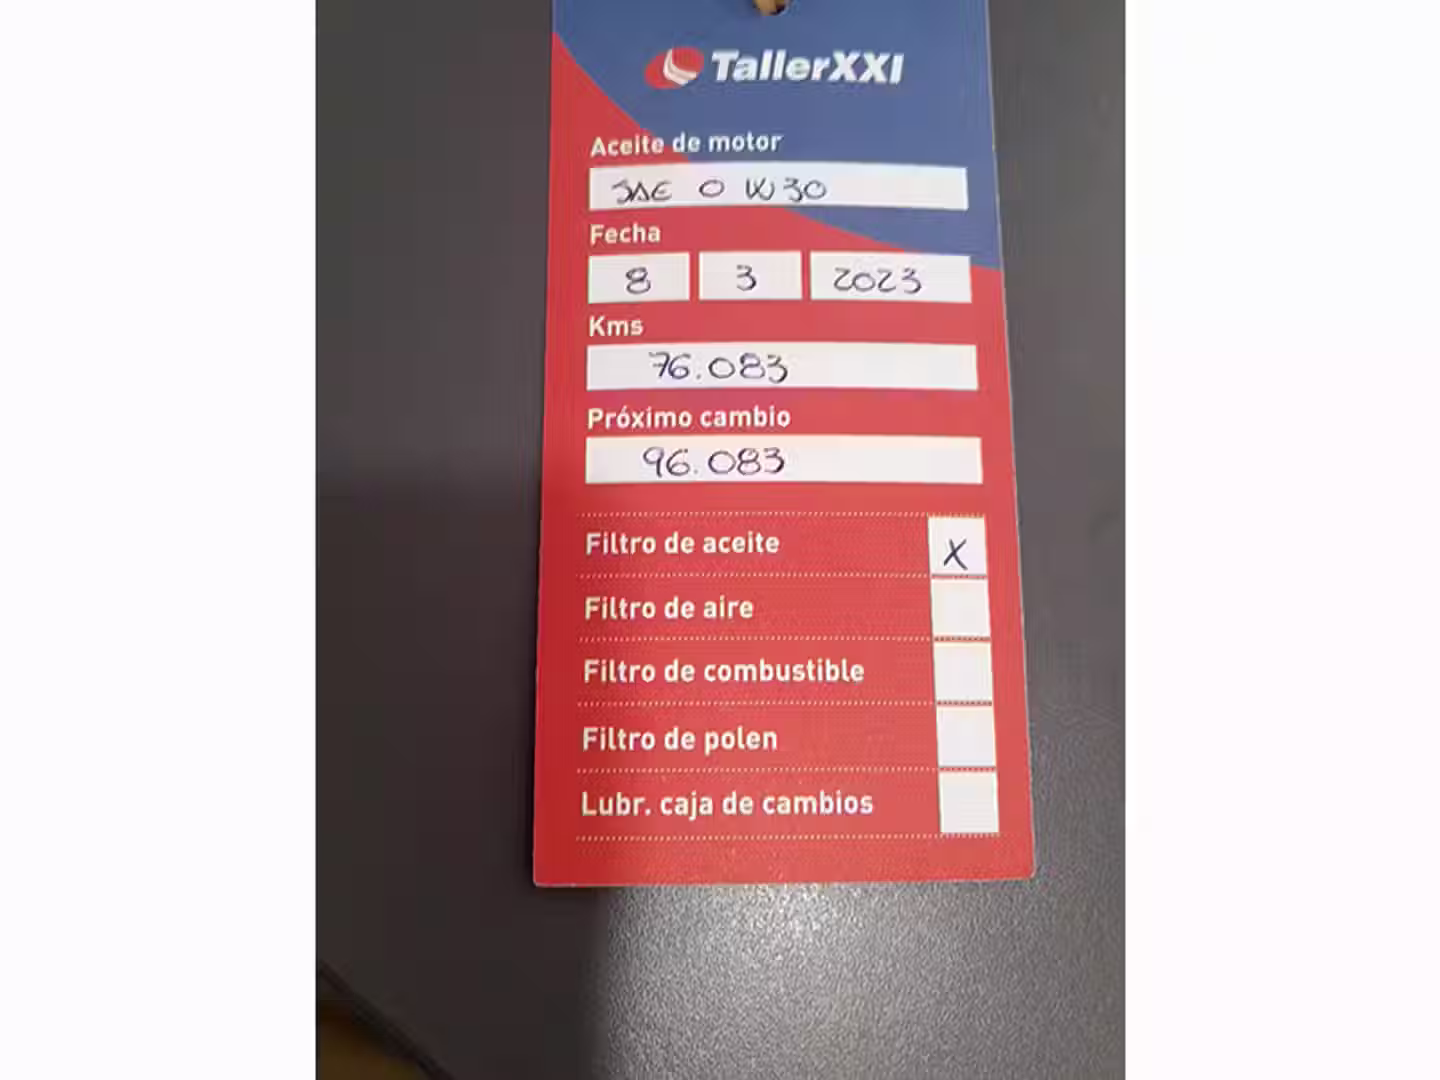 TallerXXI
Aceite de motor
SAE 0 W30
Fecha
8 3 2023
Kms
76.083
Próximo cambio
96.083
Filtro de aceite X
Filtro de aire
Filtro de combustible
Filtro de polen
Lubr. caja de cambios